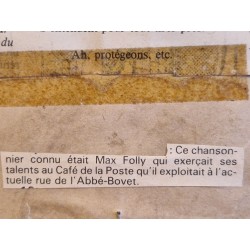 du
Ah, protégeons, etc.
: Ce chanson-
nier connu était Max Folly qui exerçait ses
talents au Café de la Poste qu'il exploitait à l'ac-
tuelle rue de l'Abbé-Bovet.